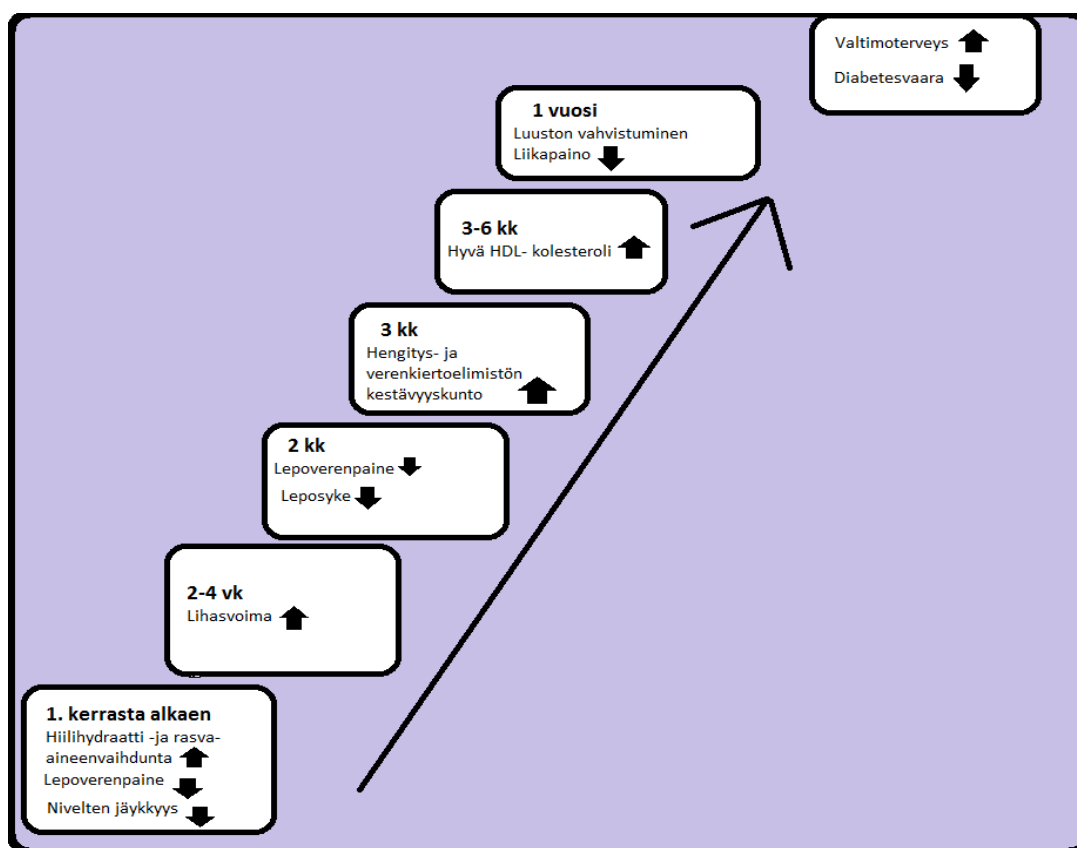 Valtimoterveys
Diabetesvaara
1 vuosi
Luuston vahvistuminen
Liikapaino
3-6 kk
Hyvä HDL- kolesteroli
3 kk
Hengitys- ja
verenkiertoelimistön
kestävyyskunto
2 kk
Lepoverenpaine
Leposyke
2-4 vk
Lihasvoima
1. kerrasta alkaen
Hiilihydraatti -ja rasva-
aineenvaihdunta
Lepoverenpaine
Nivelten jäykkyys